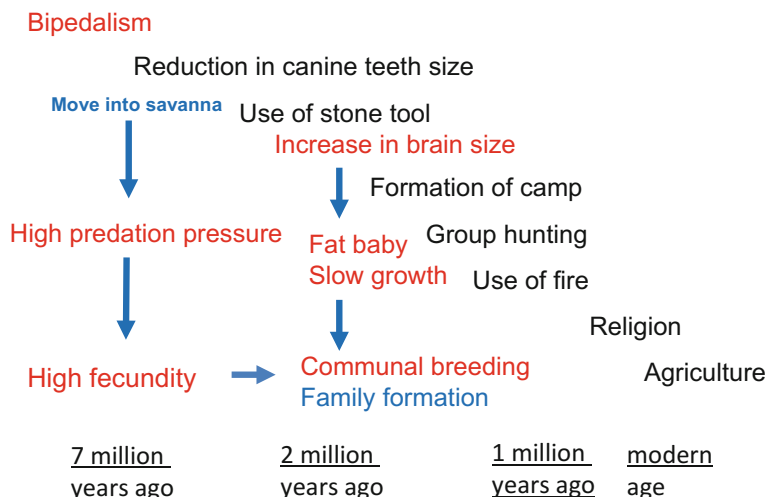 Bipedalism
Reduction in canine teeth size
Move into savanna
Use of stone tool
Increase in brain size
Formation of camp
High predation pressure
Fat baby
Group hunting
Slow growth
Use of fire
Religion
High fecundity
Communal breeding
Agriculture
Family formation
7 million
years ago
2 million
years ago
1 million
years ago
modern
age